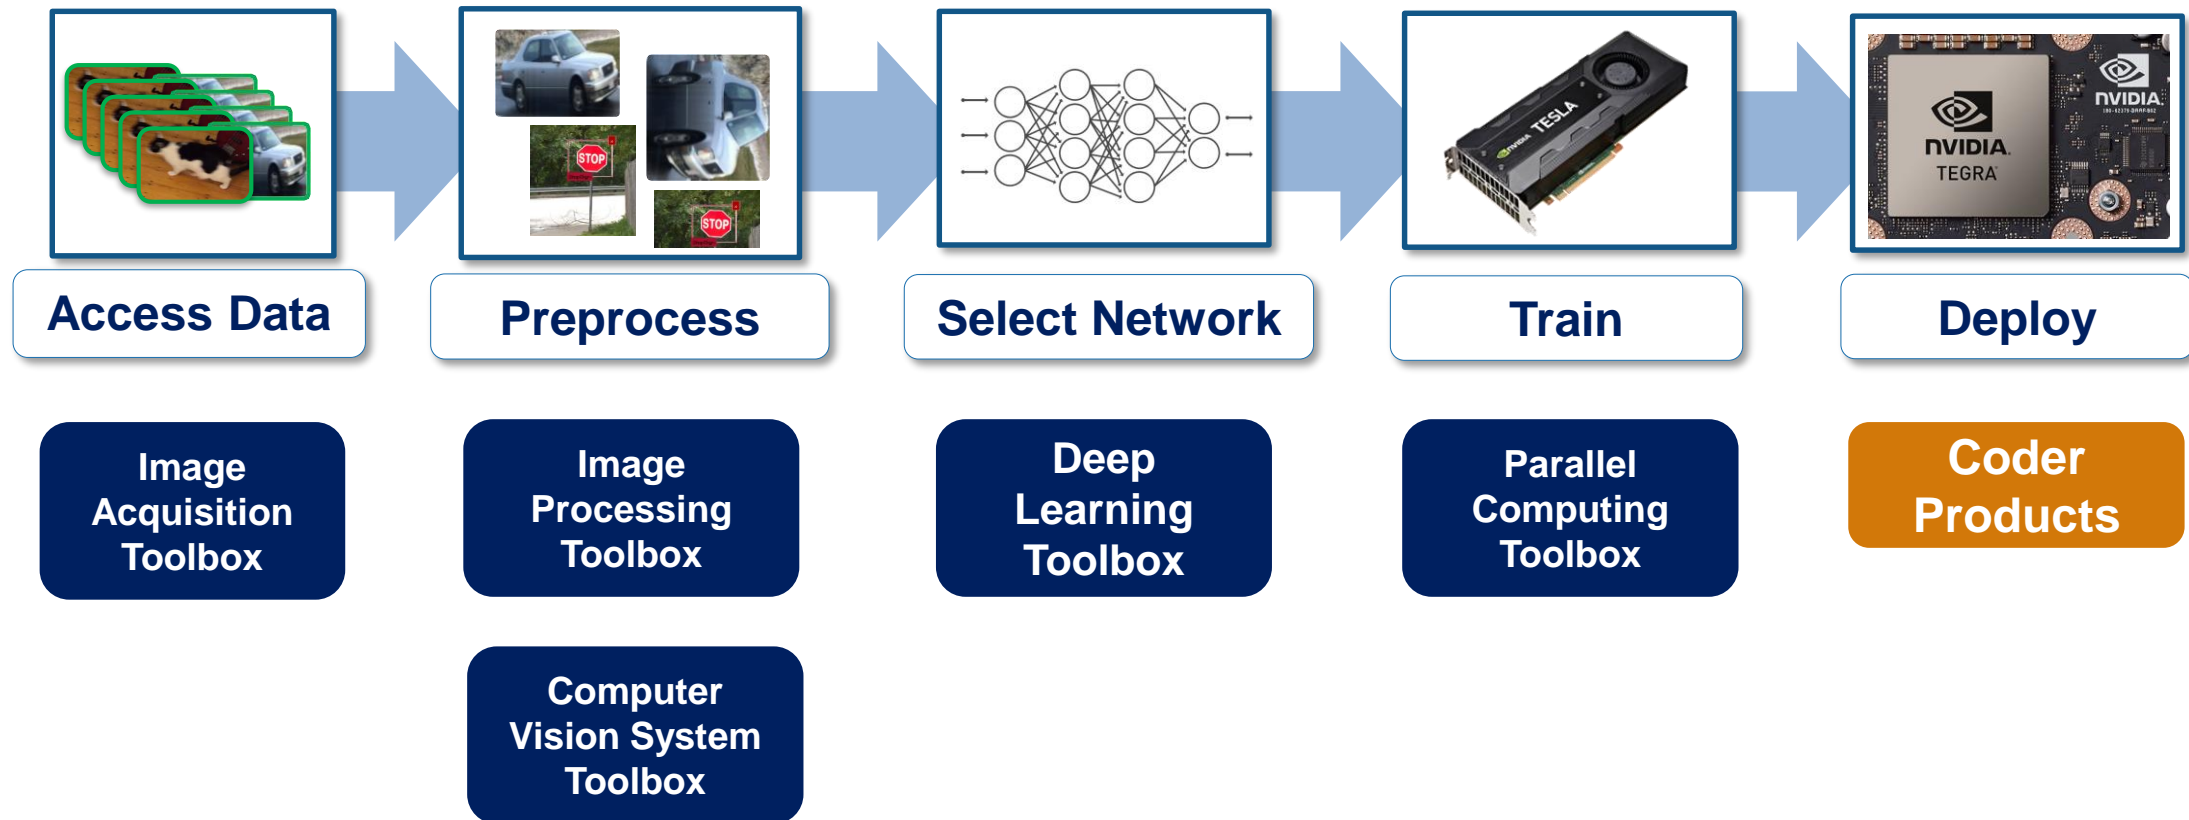 STOP
STOP
NVIDIA TESLA
NVIDIA.
TEGRA
NVIDIA.
Access Data
Preprocess
Select Network
Train
Deploy
Image
Acquisition
Toolbox
Image
Processing
Toolbox
Deep
Learning
Toolbox
Parallel
Computing
Toolbox
Coder
Products
Computer
Vision System
Toolbox